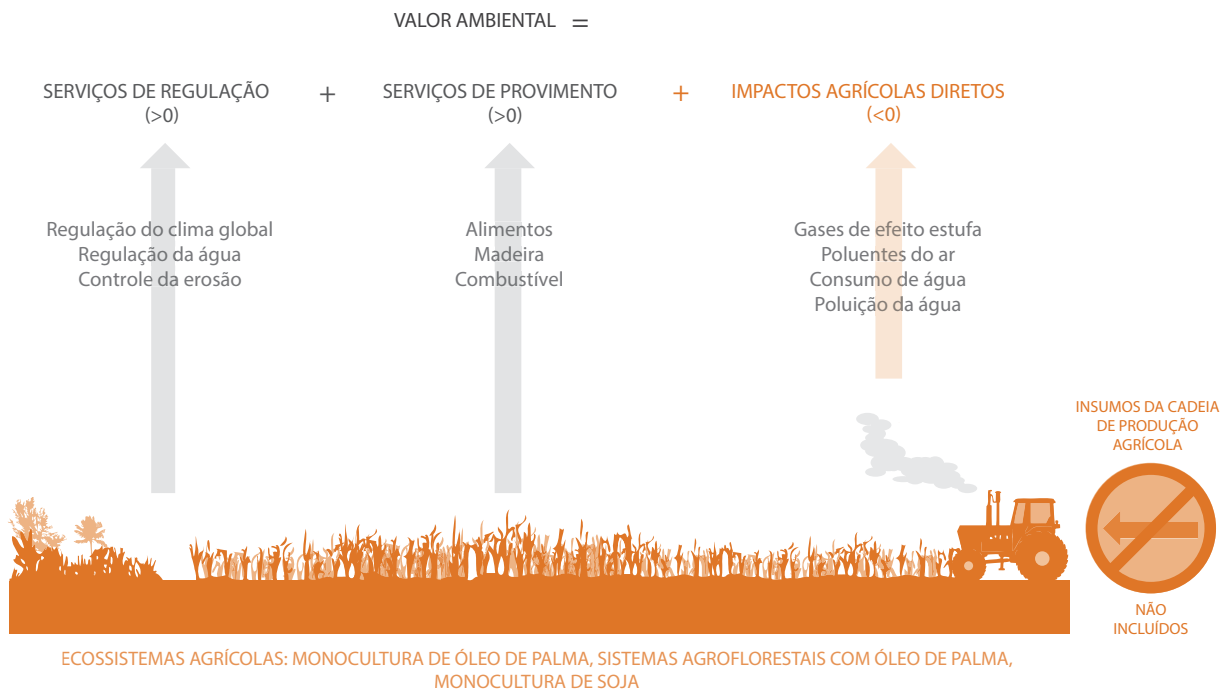 VALOR AMBIENTAL =
SERVIÇOS DE REGULAÇÃO + SERVIÇOS DE PROVIMENTO + IMPACTOS AGRÍCOLAS DIRETOS
(>0) (>0) (<0)
Regulação do clima global
Regulação da água
Controle da erosão
Alimentos
Madeira
Combustível
Gases de efeito estufa
Poluentes do ar
Consumo de água
Poluição da água
INSUMOS DA CADEIA
DE PRODUÇÃO
AGRÍCOLA
NÃO
INCLUÍDOS
ECOSSISTEMAS AGRÍCOLAS: MONOCULTURA DE ÓLEO DE PALMA, SISTEMAS AGROFLORESTAIS COM ÓLEO DE PALMA,
MONOCULTURA DE SOJA